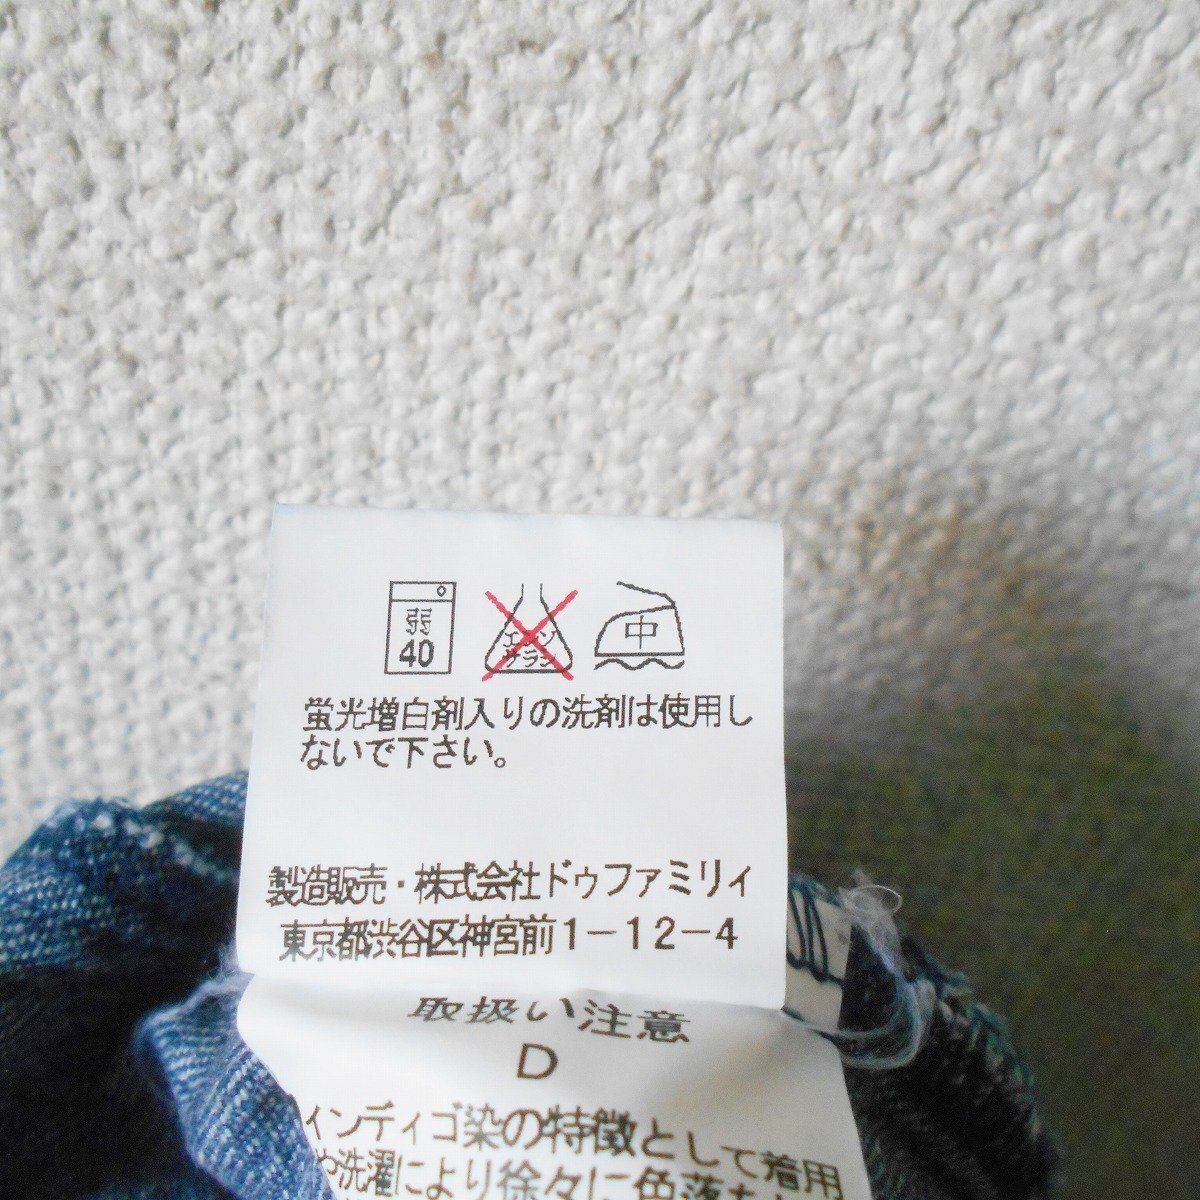 弱
40
エンソ
サラシ
中
蛍光増白剤入りの洗剤は使用し
ないで下さい。
製造販売・株式会社ドゥファミリィ
東京都渋谷区神宮前1-12-4
取扱い注意
D
インディゴ染の特徴として着用
や洗濯により徐々に色落ち